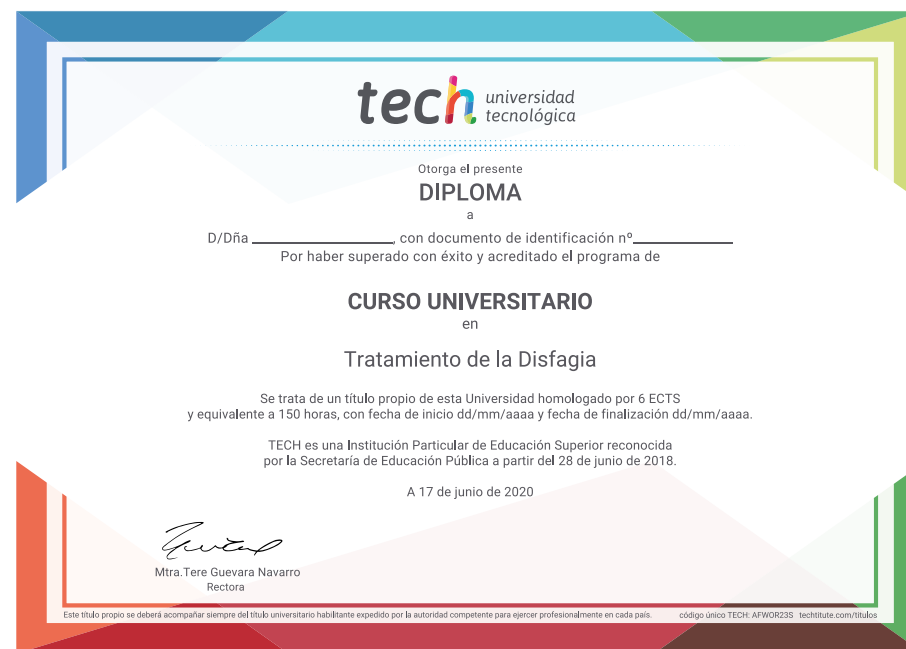 tech universidad
tecnológica
Otorga el presente
DIPLOMA
a
D/Dña ________________, con documento de identificación nº____________
Por haber superado con éxito y acreditado el programa de
CURSO UNIVERSITARIO
en
Tratamiento de la Disfagia
Se trata de un título propio de esta Universidad homologado por 6 ECTS
y equivalente a 150 horas, con fecha de inicio dd/mm/aaaa y fecha de finalización dd/mm/aaaa.
TECH es una Institución Particular de Educación Superior reconocida
por la Secretaría de Educación Pública a partir del 28 de junio de 2018.
A 17 de junio de 2020
Mtra.Tere Guevara Navarro
Rectora
Este título propio se deberá acompañar siempre del título universitario habilitante expedido por la autoridad competente para ejercer profesionalmente en cada país. código único TECH: AFWOR23S techtitute.com/titulos